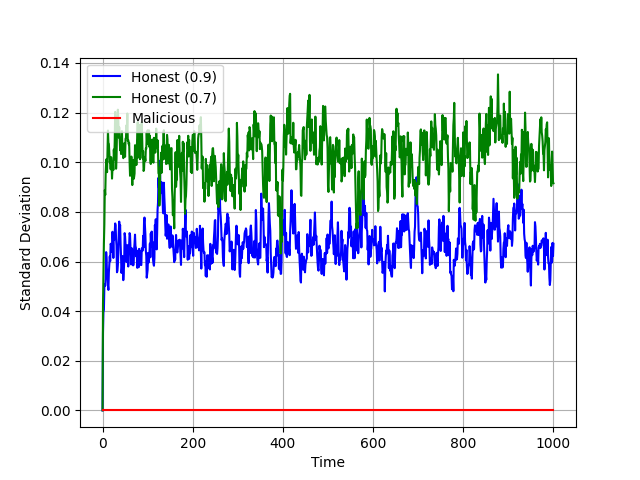 Honest (0.9)
Honest (0.7)
Malicious
Standard Deviation
0.14
0.12
0.10
0.08
0.06
0.04
0.02
0.00
0 200 400 600 800 1000
Time